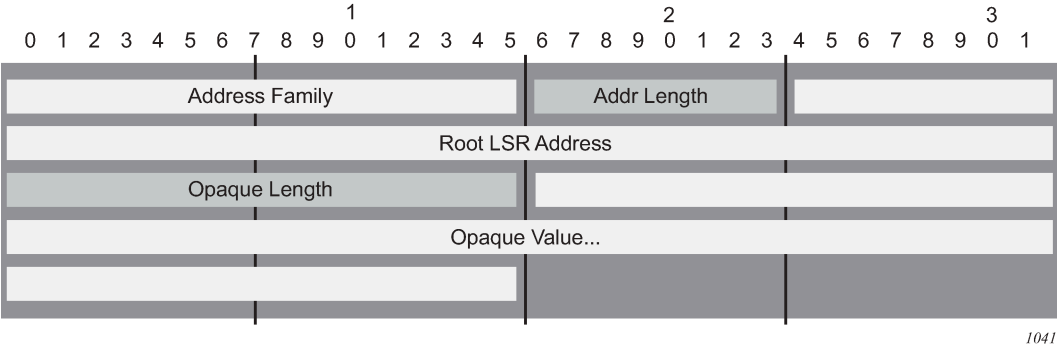 1 2 3
0 1 2 3 4 5 6 7 8 9 0 1 2 3 4 5 6 7 8 9 0 1 2 3 4 5 6 7 8 9 0 1
Address Family Addr Length
Root LSR Address
Opaque Length
Opaque Value...
1041